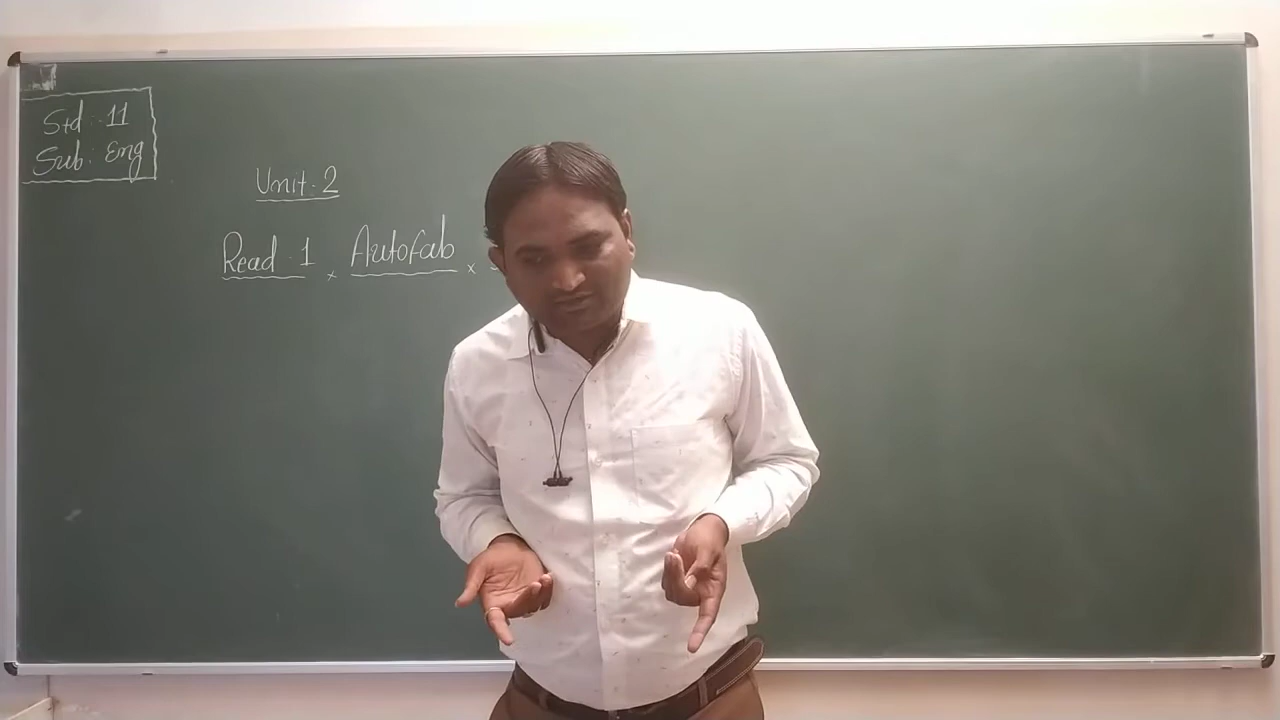 Std :- 11
Sub : Eng
Unit - 2
Read - 1 × Autofab ×